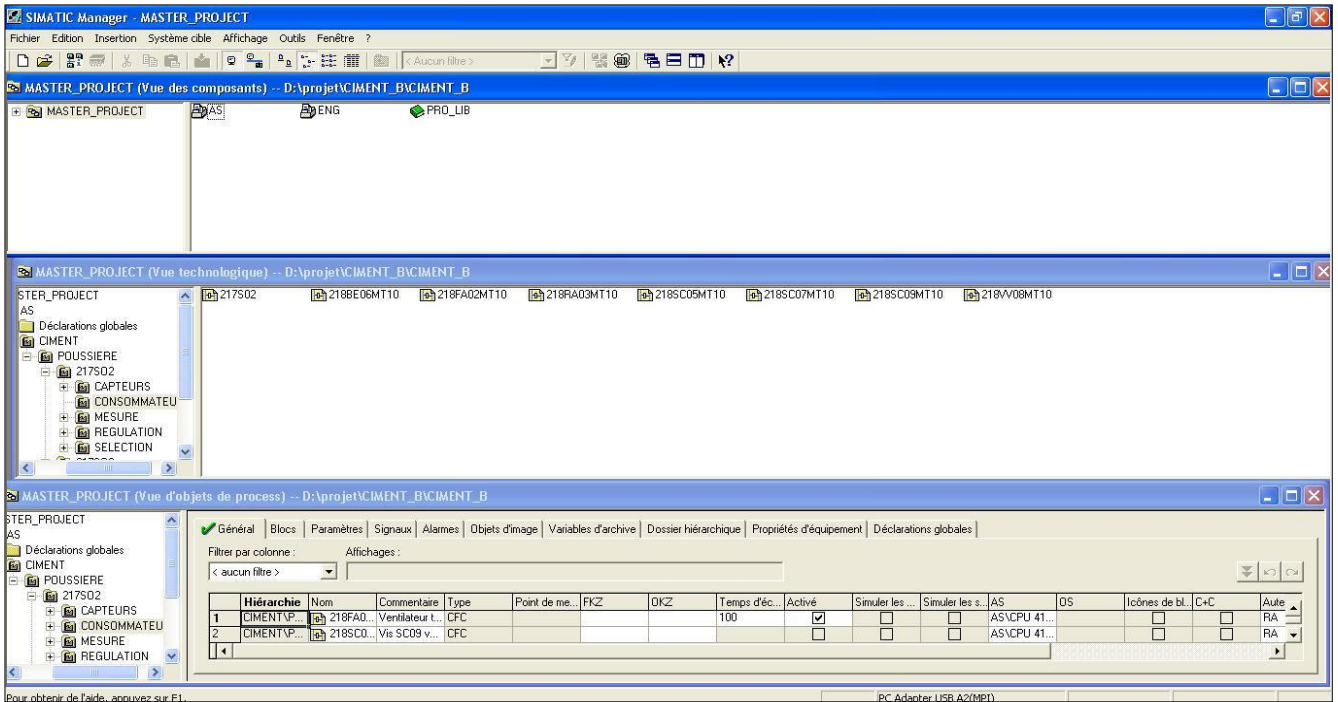 SIMATIC Manager - MASTER_PROJECT
Fichier Edition Insertion Système cible Affichage Outils Fenêtre ?
< Aucun filtre >
MASTER_PROJECT (Vue des composants) -- D:\projet\CIMENT_B\CIMENT_B
MASTER_PROJECT AS ENG PRO_LIB
MASTER_PROJECT (Vue technologique) -- D:\projet\CIMENT_B\CIMENT_B
STER_PROJECT
AS
Déclarations globales
CIMENT
POUSSIERE
217S02
CAPTEURS
CONSOMMATEU
MESURE
REGULATION
SELECTION
217S02 218BE06MT10 218FA02MT10 218RA03MT10 218SC05MT10 218SC07MT10 218SC09MT10 218VV08MT10
MASTER_PROJECT (Vue d'objets de process) -- D:\projet\CIMENT_B\CIMENT_B
STER_PROJECT
AS
Déclarations globales
CIMENT
POUSSIERE
217S02
CAPTEURS
CONSOMMATEU
MESURE
REGULATION
Général Blocs Paramètres Signaux Alarmes Objets d'image Variables d'archive Dossier hiérarchique Propriétés d'équipement Déclarations globales
Filtrer par colonne : Affichages :
< aucun filtre >
Hiérarchie Nom Commentaire Type Point de me... FKZ OKZ Temps d'éc... Activé Simuler les ... Simuler les s... AS OS Icônes de bl... C+C Aute
1 CIMENT\P... 218FA0... Ventilateur t... CFC 100 AS\CPU 41... RA
2 CIMENT\P... 218SC0... Vis SC09 v... CFC AS\CPU 41... RA
Pour obtenir de l'aide, appuyez sur F1. PC Adapter USB A2(MPI)